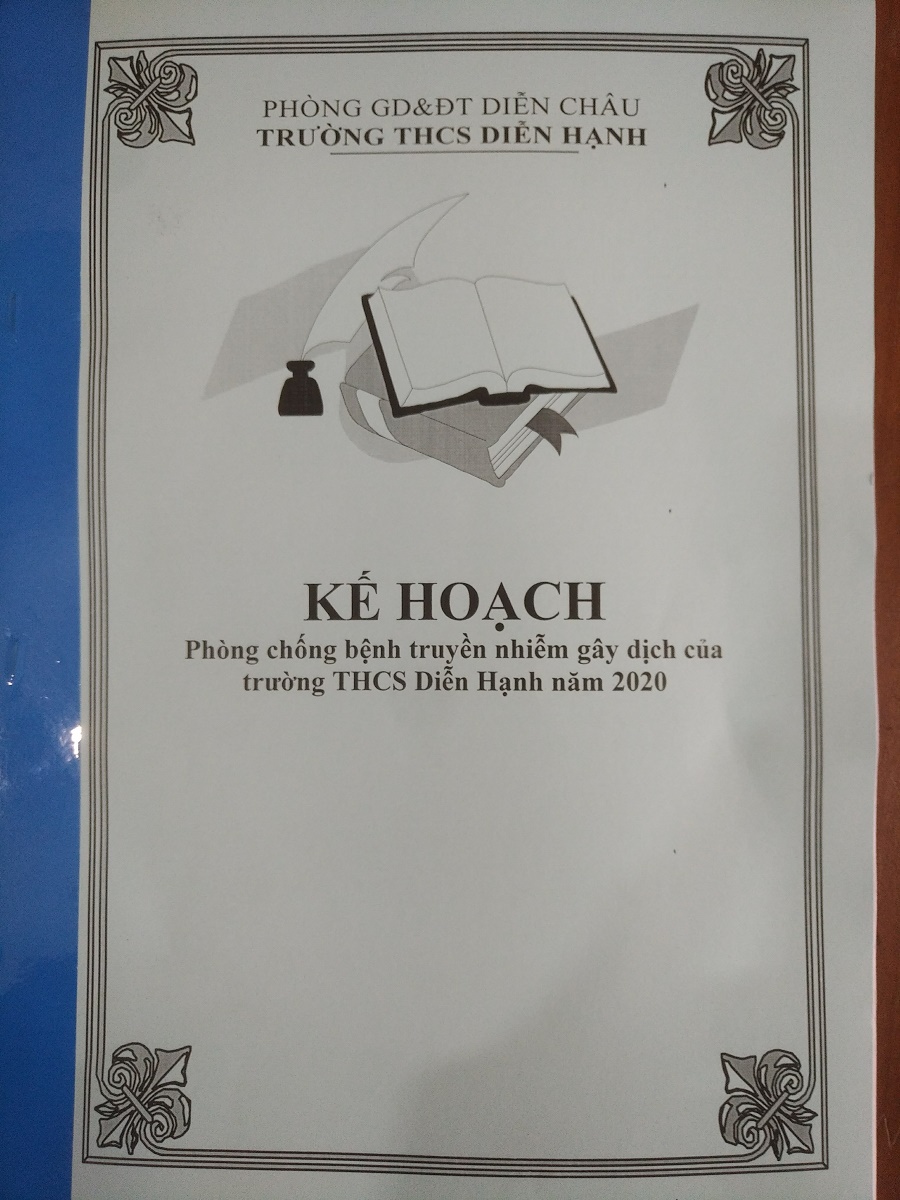 PHÒNG GD&ĐT DIỄN CHÂU
TRƯỜNG THCS DIỄN HẠNH
KẾ HOẠCH
Phòng chống bệnh truyền nhiễm gây dịch của
trường THCS Diễn Hạnh năm 2020